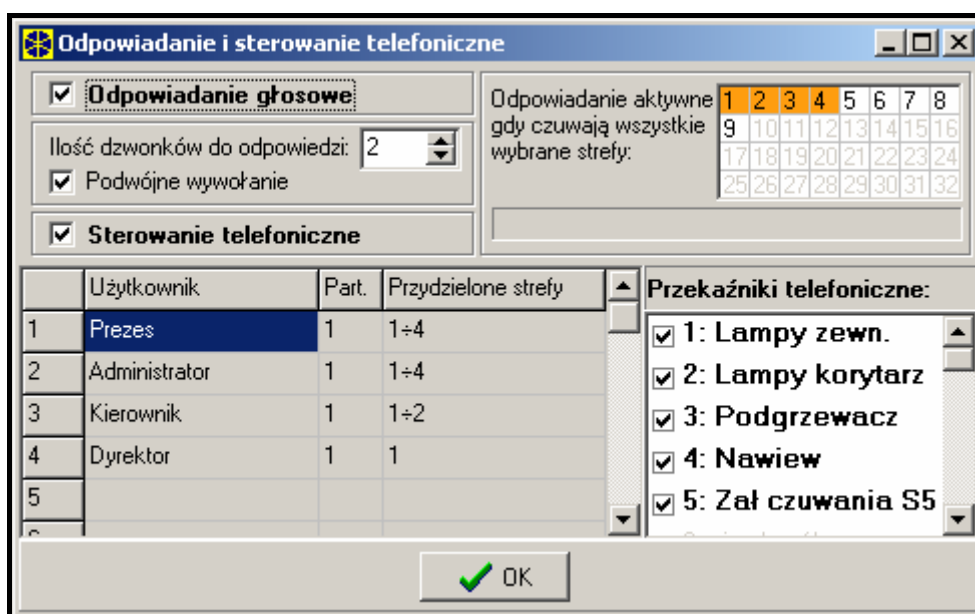 Odpowiadanie i sterowanie telefoniczne
Odpowiadanie głosowe
Ilość dzwonków do odpowiedzi: 2
Podwójne wywołanie
Sterowanie telefoniczne
Odpowiadanie aktywne
gdy czuwają wszystkie
wybrane strefy:
1 2 3 4 5 6 7 8
9 10 11 12 13 14 15 16
17 18 19 20 21 22 23 24
25 26 27 28 29 30 31 32
Użytkownik Part. Przydzielone strefy
1 Prezes 1 1÷4
2 Administrator 1 1÷4
3 Kierownik 1 1÷2
4 Dyrektor 1 1
5
Przekaźniki telefoniczne:
1: Lampy zewn.
2: Lampy korytarz
3: Podgrzewacz
4: Nawiew
5: Zał czuwania S5
OK